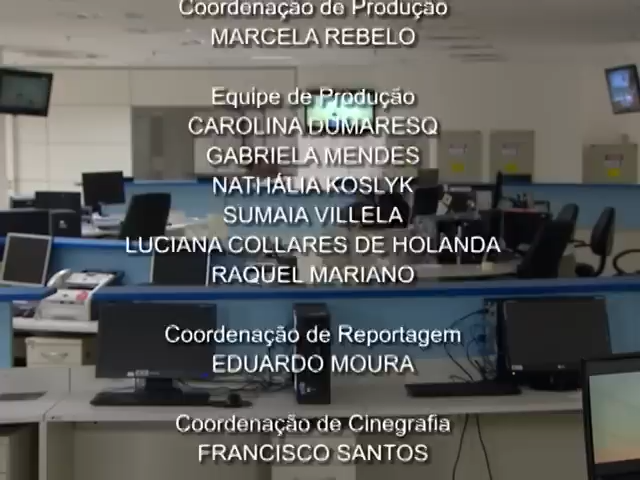 Coordenação de Produção
MARCELA REBELO
Equipe de Produção
CAROLINA DUMARESQ
GABRIELA MENDES
NATHÁLIA KOSLYK
SUMAIA VILLELA
LUCIANA COLLARES DE HOLANDA
RAQUEL MARIANO
Coordenação de Reportagem
EDUARDO MOURA
Coordenação de Cinegrafia
FRANCISCO SANTOS